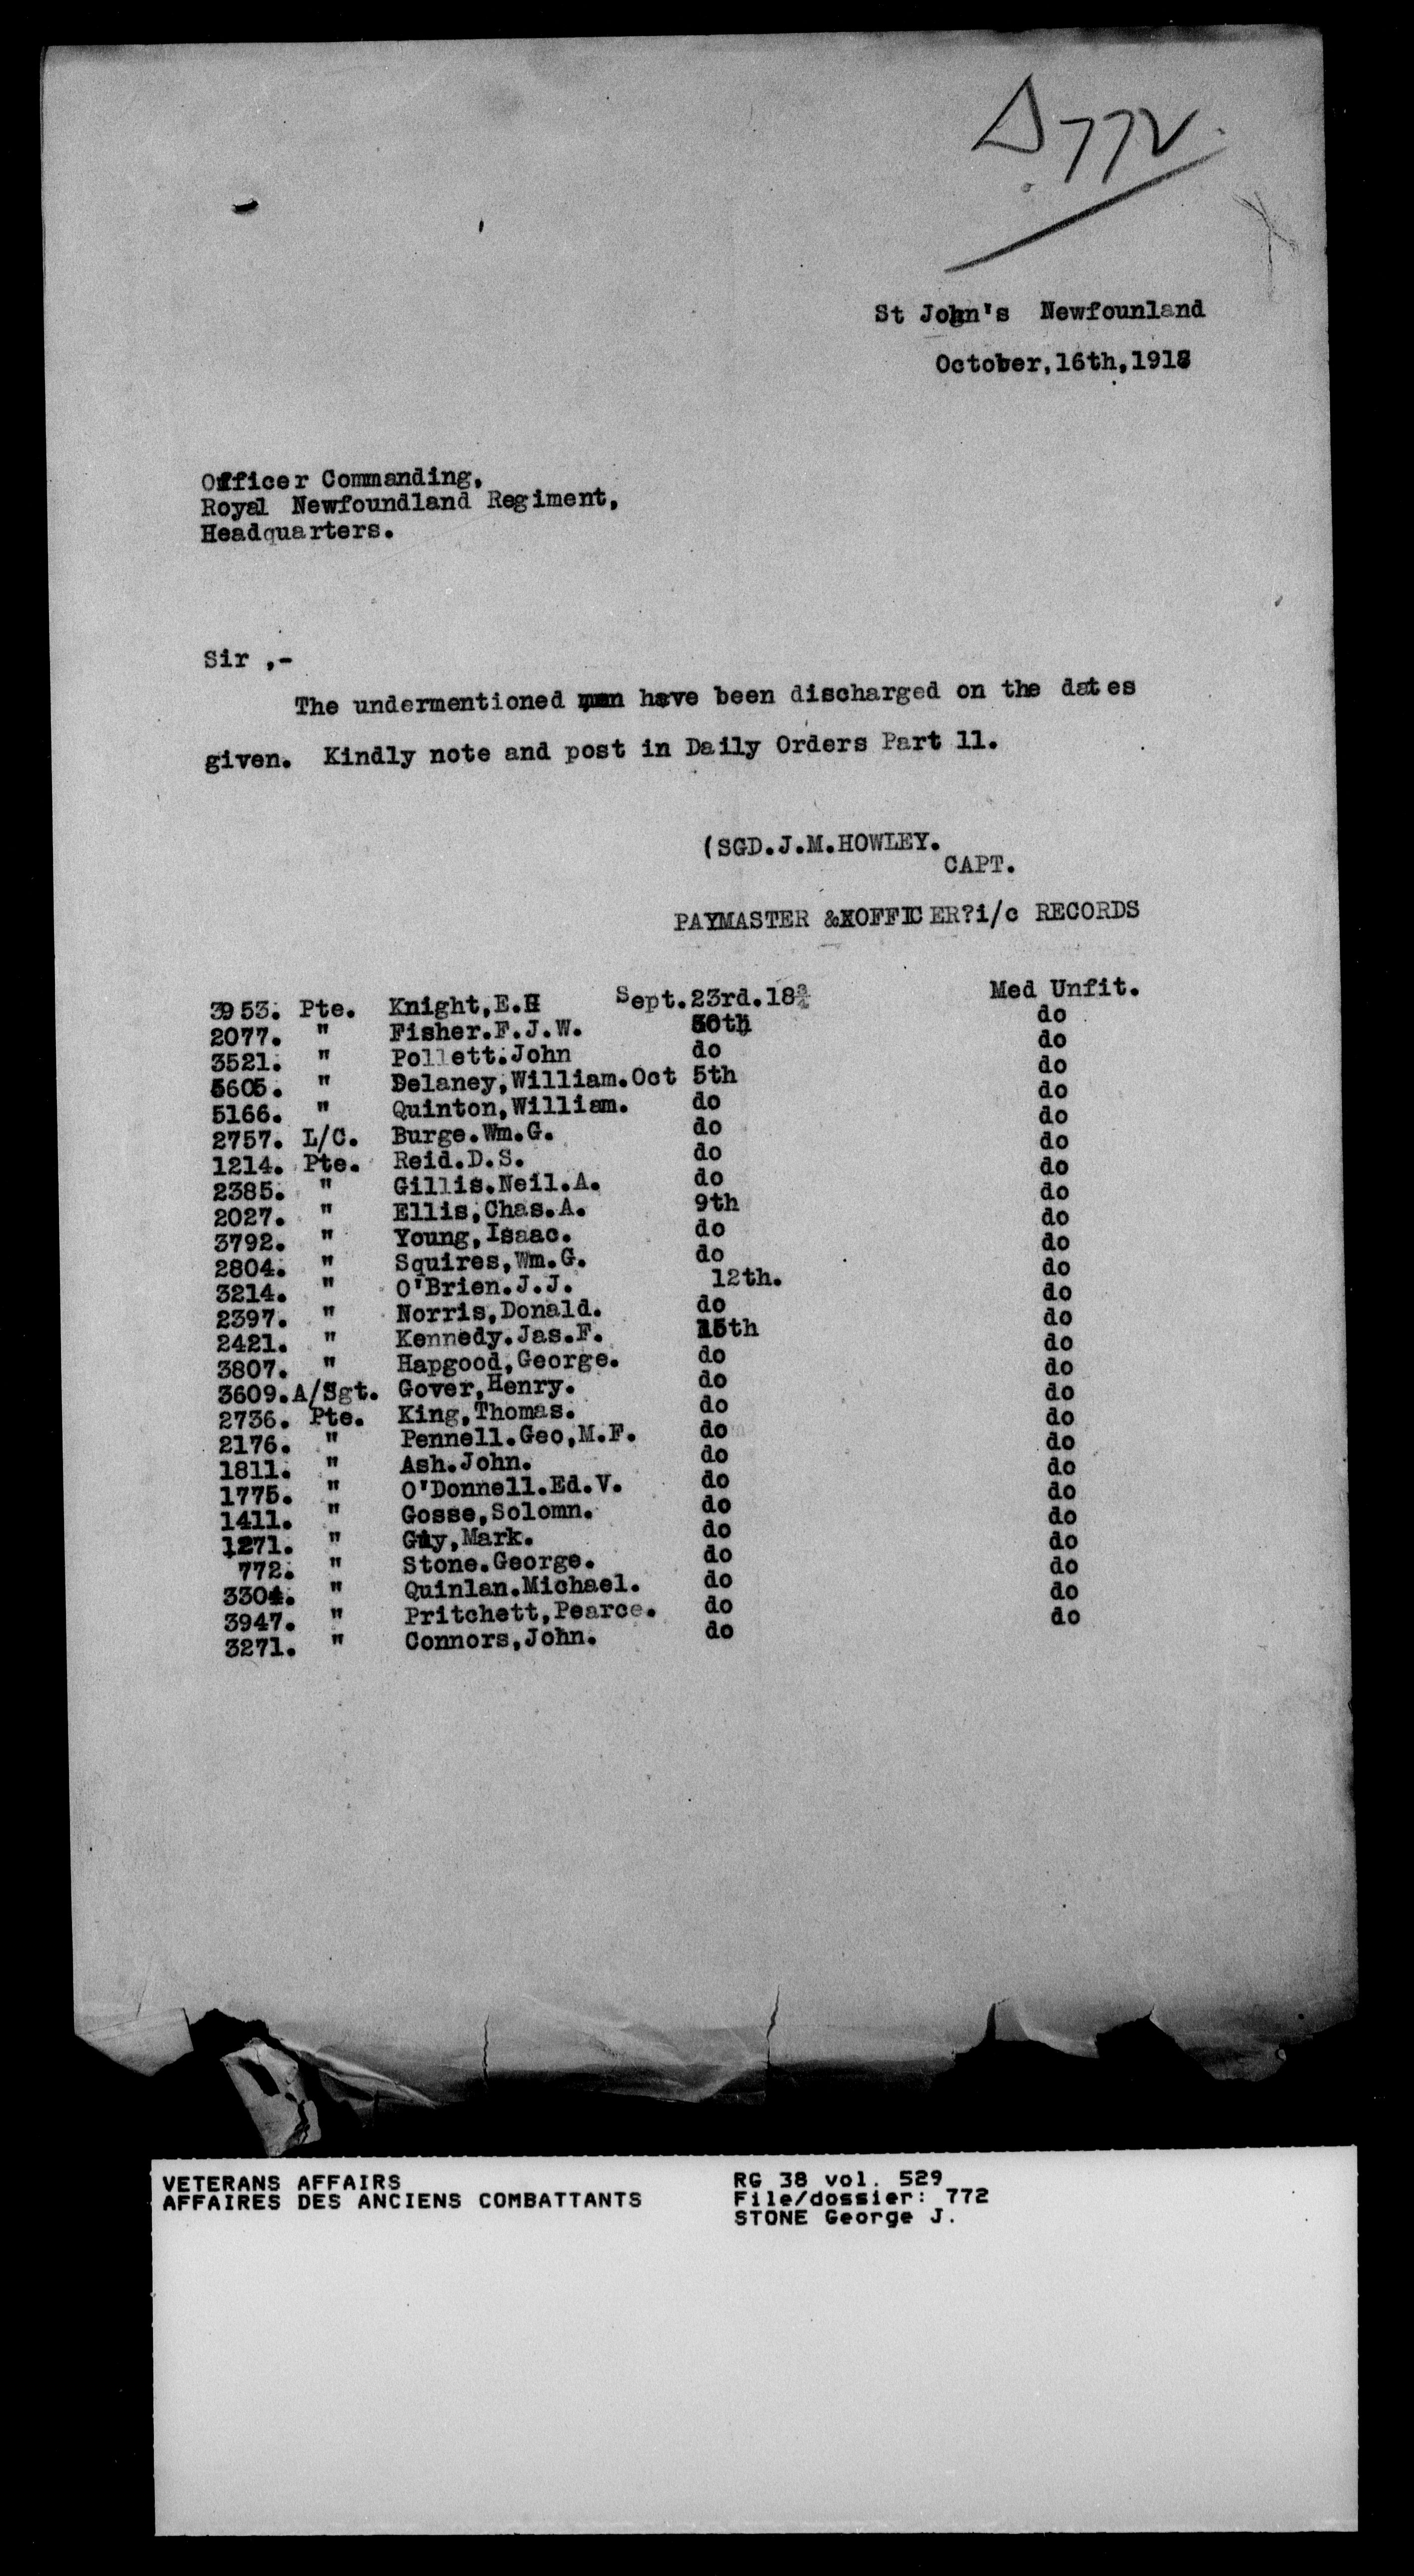 D772
St John's Newfounland
October,16th,1918
Officer Commanding,
Royal Newfoundland Regiment,
Headquarters.
Sir ,-
The undermentioned men have been discharged on the dates
given. Kindly note and post in Daily Orders Part 11.
(SGD.J.M.HOWLEY.
CAPT.
PAYMASTER &XOFFICER?i/c RECORDS
3953. Pte. Knight,E.H Sept.23rd.18 Med Unfit.
2077. " Fisher.F.J.W. 30th do
3521. " Pollett.John do do
5605. " Delaney,William.Oct 5th do
5166. " Quinton,William. do do
2757. L/C. Burge.Wm.G. do do
1214. Pte. Reid.D.S. do do
2385. " Gillis.Neil.A. do do
2027. " Ellis,Chas.A. 9th do
3792. " Young,Isaac. do do
2804. " Squires,Wm.G. do do
3214. " O'Brien.J.J. 12th. do
2397. " Norris,Donald. do do
2421. " Kennedy.Jas.F. 15th do
3807. " Hapgood,George. do do
3609. A/Sgt. Gover,Henry. do do
2736. Pte. King,Thomas. do do
2176. " Pennell.Geo,M.F. do do
1811. " Ash.John. do do
1775. " O'Donnell.Ed.V. do do
1411. " Gosse,Solomn. do do
1271. " Guy,Mark. do do
772. " Stone.George. do do
3304. " Quinlan.Michael. do do
3947. " Pritchett,Pearce. do do
3271. " Connors,John. do do
VETERANS AFFAIRS
AFFAIRES DES ANCIENS COMBATTANTS
RG 38 vol. 529
File/dossier: 772
STONE George J.